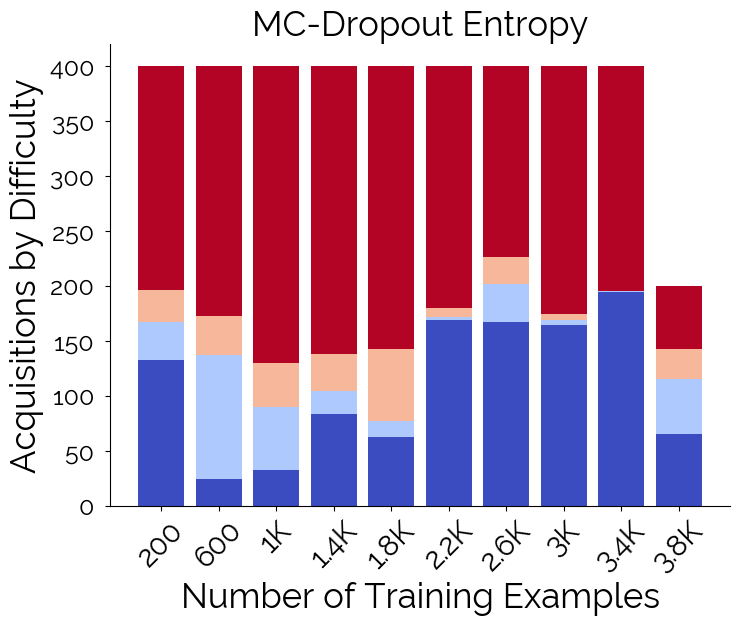 MC-Dropout Entropy
Acquisitions by Difficulty
400
350
300
250
200
150
100
50
0
200
600
1K
1.4K
1.8K
2.2K
2.6K
3K
3.4K
3.8K
Number of Training Examples